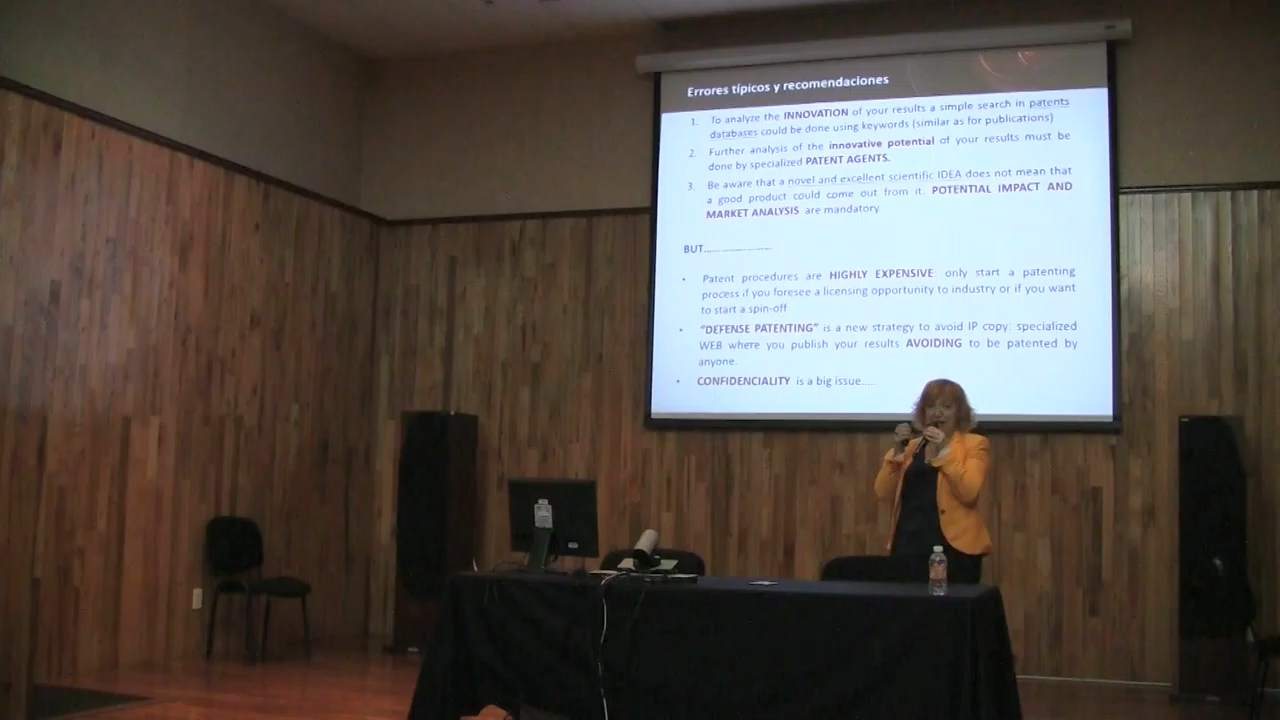 Errores típicos y recomendaciones
1. To analyze the INNOVATION of your results a simple search in patents
databases could be done using keywords (similar as for publications)
2. Further analysis of the innovative potential of your results must be
done by specialized PATENT AGENTS.
3. Be aware that a novel and excellent scientific IDEA does not mean that
a good product could come out from it. POTENTIAL IMPACT AND
MARKET ANALYSIS are mandatory
BUT......................
• Patent procedures are HIGHLY EXPENSIVE: only start a patenting
process if you foresee a licensing opportunity to industry or if you want
to start a spin-off
• "DEFENSE PATENTING" is a new strategy to avoid IP copy: specialized
WEB where you publish your results AVOIDING to be patented by
anyone.
• CONFIDENCIALITY is a big issue.....